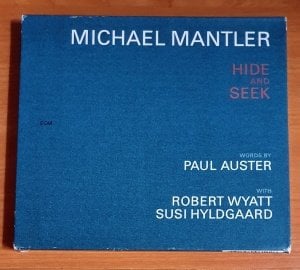 MICHAEL MANTLER
HIDE
AND
SEEK
ECM
WORDS BY
PAUL AUSTER
WITH
ROBERT WYATT
SUSI HYLDGAARD